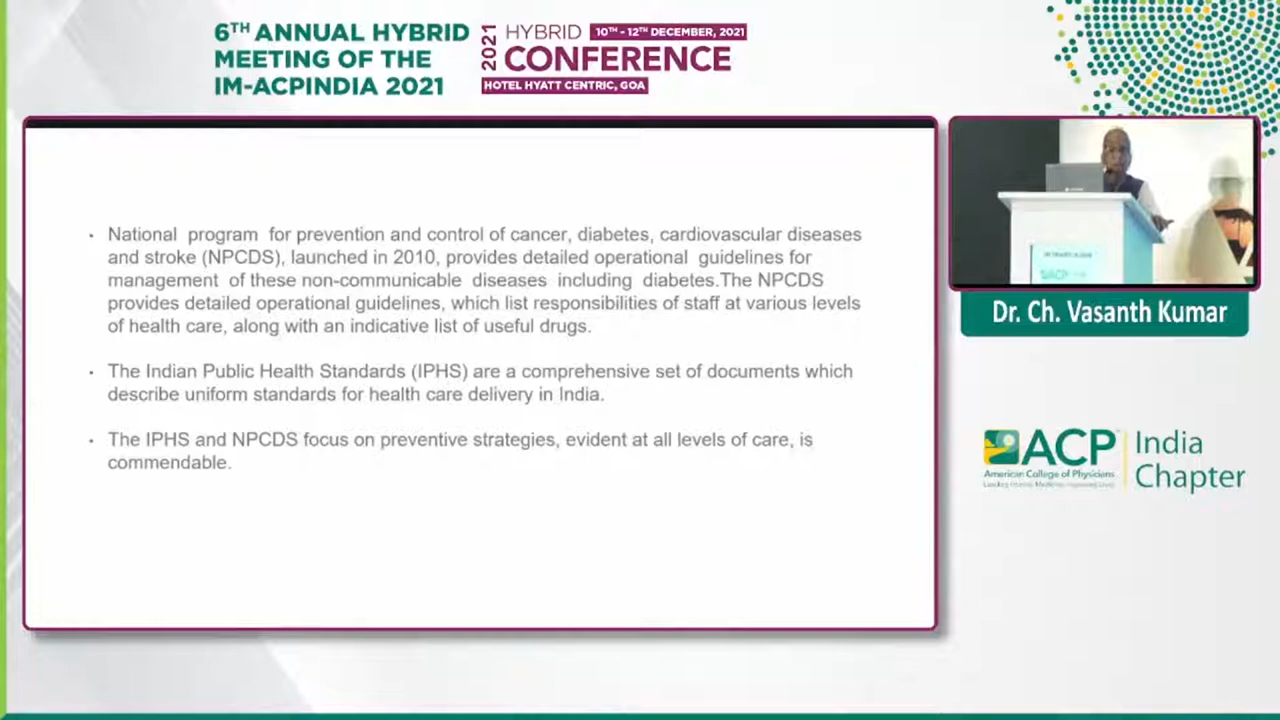 6TH ANNUAL HYBRID
MEETING OF THE
IM-ACPINDIA 2021
2021
HYBRID
10TH - 12TH DECEMBER, 2021
CONFERENCE
HOTEL HYATT CENTRIC, GOA
• National program for prevention and control of cancer, diabetes, cardiovascular diseases
and stroke (NPCDS), launched in 2010, provides detailed operational guidelines for
management of these non-communicable diseases including diabetes.The NPCDS
provides detailed operational guidelines, which list responsibilities of staff at various levels
of health care, along with an indicative list of useful drugs.
• The Indian Public Health Standards (IPHS) are a comprehensive set of documents which
describe uniform standards for health care delivery in India.
• The IPHS and NPCDS focus on preventive strategies, evident at all levels of care, is
commendable.
Dr. Ch. Vasanth Kumar
ACP
American College of Physicians
India
Chapter